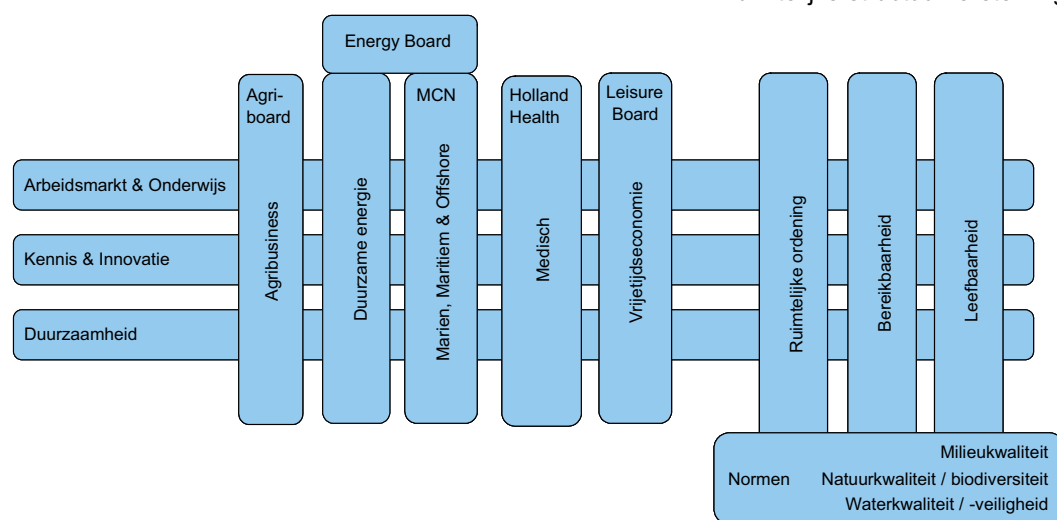 Energy Board
Agri-
board
MCN
Holland
Health
Leisure
Board
Arbeidsmarkt & Onderwijs
Kennis & Innovatie
Duurzaamheid
Agribusiness
Duurzame energie
Marien, Maritiem & Offshore
Medisch
Vrijetijdseconomie
Ruimtelijke ordening
Bereikbaarheid
Leefbaarheid
Milieukwaliteit
Normen Natuurkwaliteit / biodiversiteit
Waterkwaliteit / -veiligheid